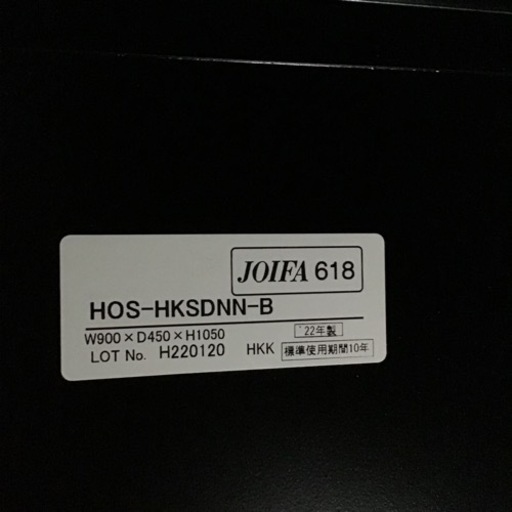 JOIFA 618
HOS-HKSDNN-B
W900×D450×H1050 '22年製
LOT No. H220120 HKK 標準使用期間10年